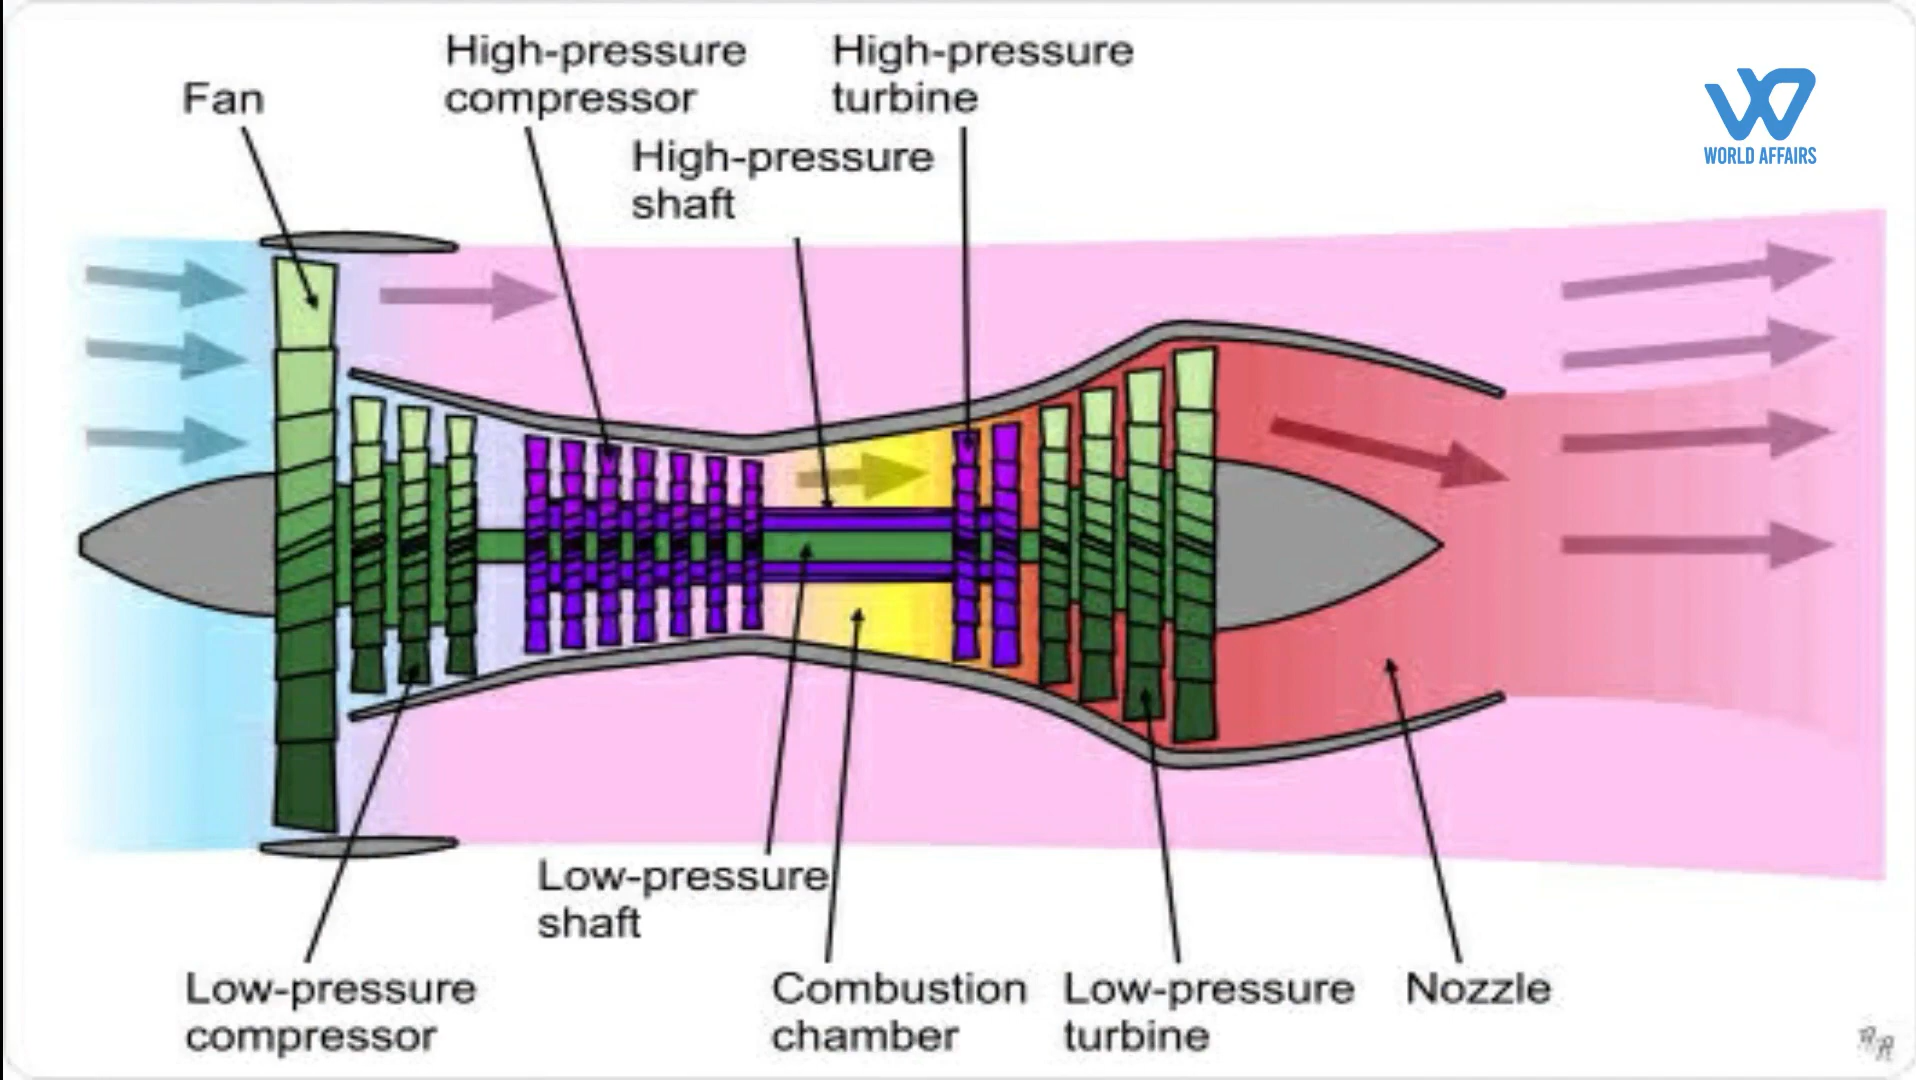 High-pressure
compressor
High-pressure
turbine
Fan
High-pressure
shaft
WORLD AFFAIRS
Low-pressure
shaft
Low-pressure
compressor
Combustion
chamber
Low-pressure
turbine
Nozzle